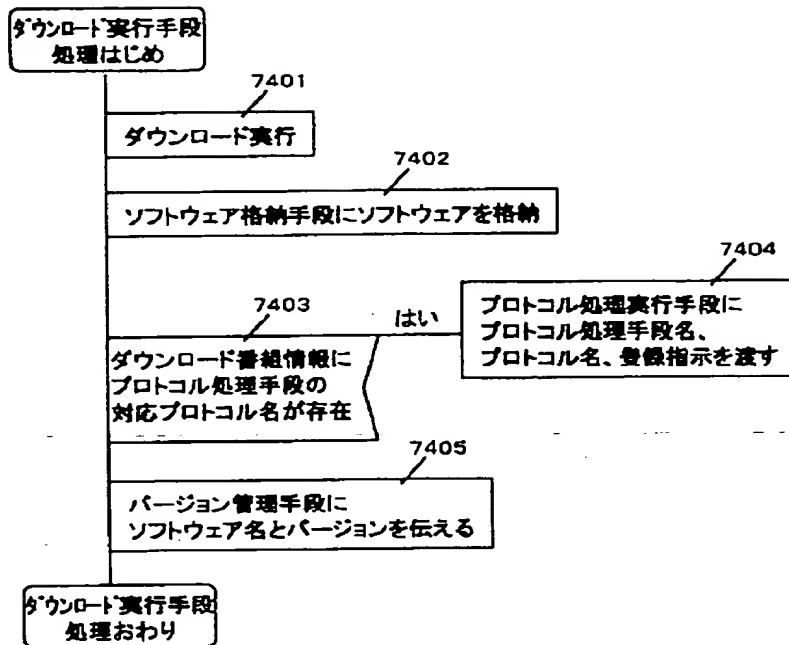 ダウンロード実行手段
処理はじめ
7401
ダウンロード実行
7402
ソフトウェア格納手段にソフトウェアを格納
7403
ダウンロード番組情報に
プロトコル処理手段の
対応プロトコル名が存在
はい
7404
プロトコル処理実行手段に
プロトコル処理手段名、
プロトコル名、登録指示を渡す
7405
バージョン管理手段に
ソフトウェア名とバージョンを伝える
ダウンロード実行手段
処理おわり